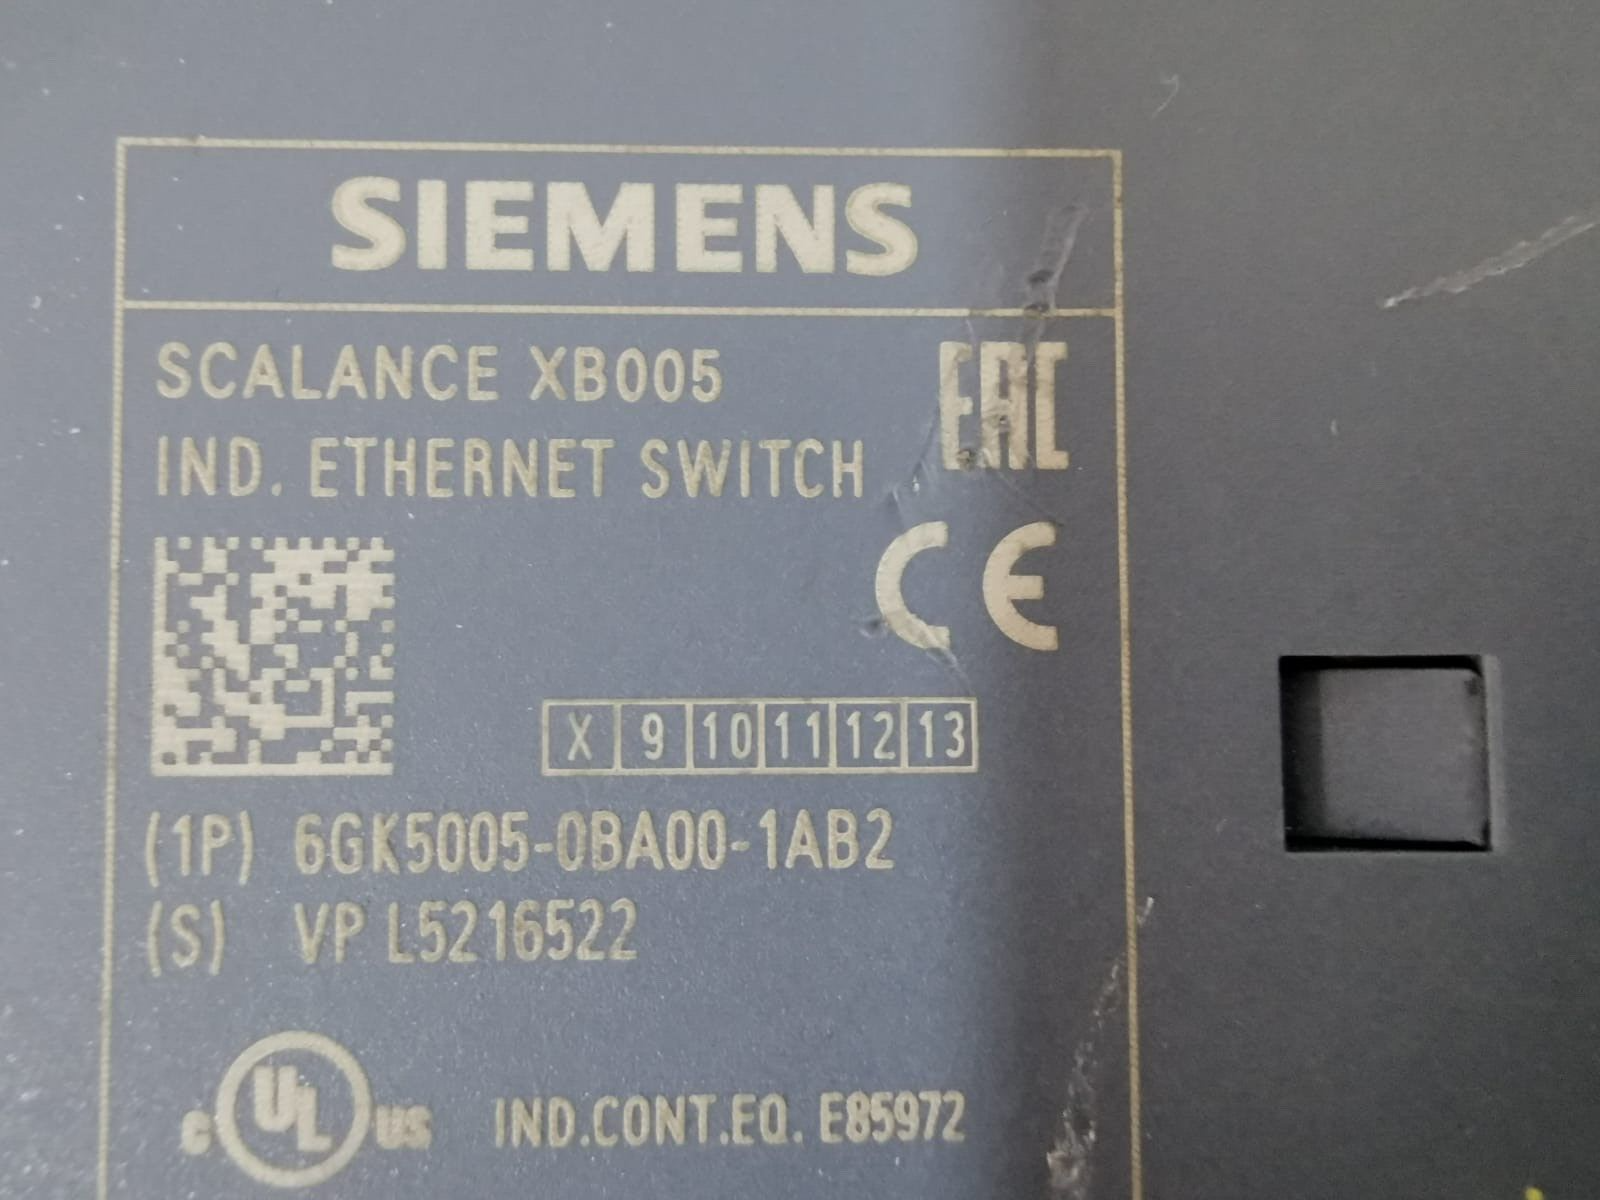 SIEMENS
SCALANCE XB005
EAC
IND. ETHERNET SWITCH
CE
X 9 10 11 12 13
(1P) 6GK5005-0BA00-1AB2
(S) VP L5216522
c UL US
IND.CONT.EQ. E85972